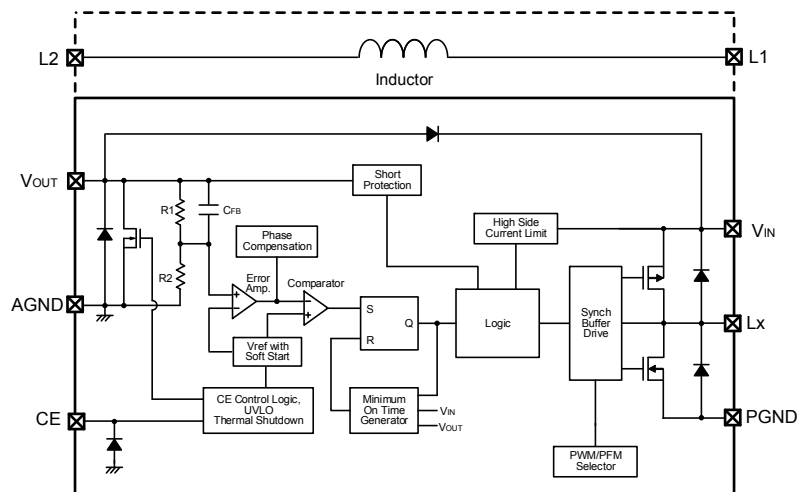 L2
L1
Inductor
VOUT
Short
Protection
R1
CFB
High Side
Current Limit
VIN
Phase
Compensation
R2
Error
Amp.
Comparator
AGND
+
−
−
+
S
Q
R
Logic
Synch
Buffer
Drive
Lx
Vref with
Soft Start
CE Control Logic,
UVLO
Thermal Shutdown
Minimum
On Time
Generator
VIN
VOUT
CE
PGND
PWM/PFM
Selector